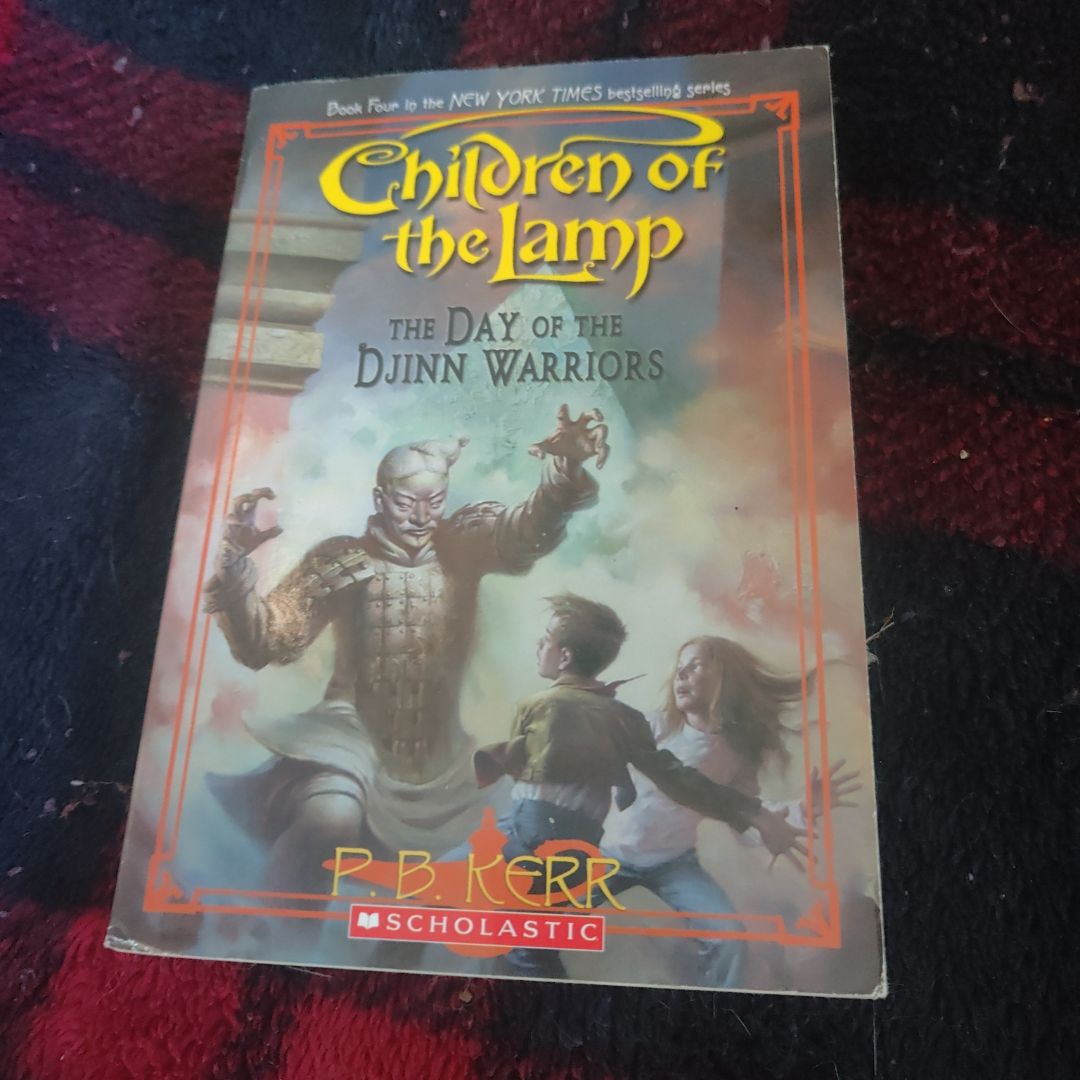 Book Four in the NEW YORK TIMES bestselling series
Children of
the Lamp
THE DAY OF THE
DJINN WARRIORS
P. B. KERR
SCHOLASTIC